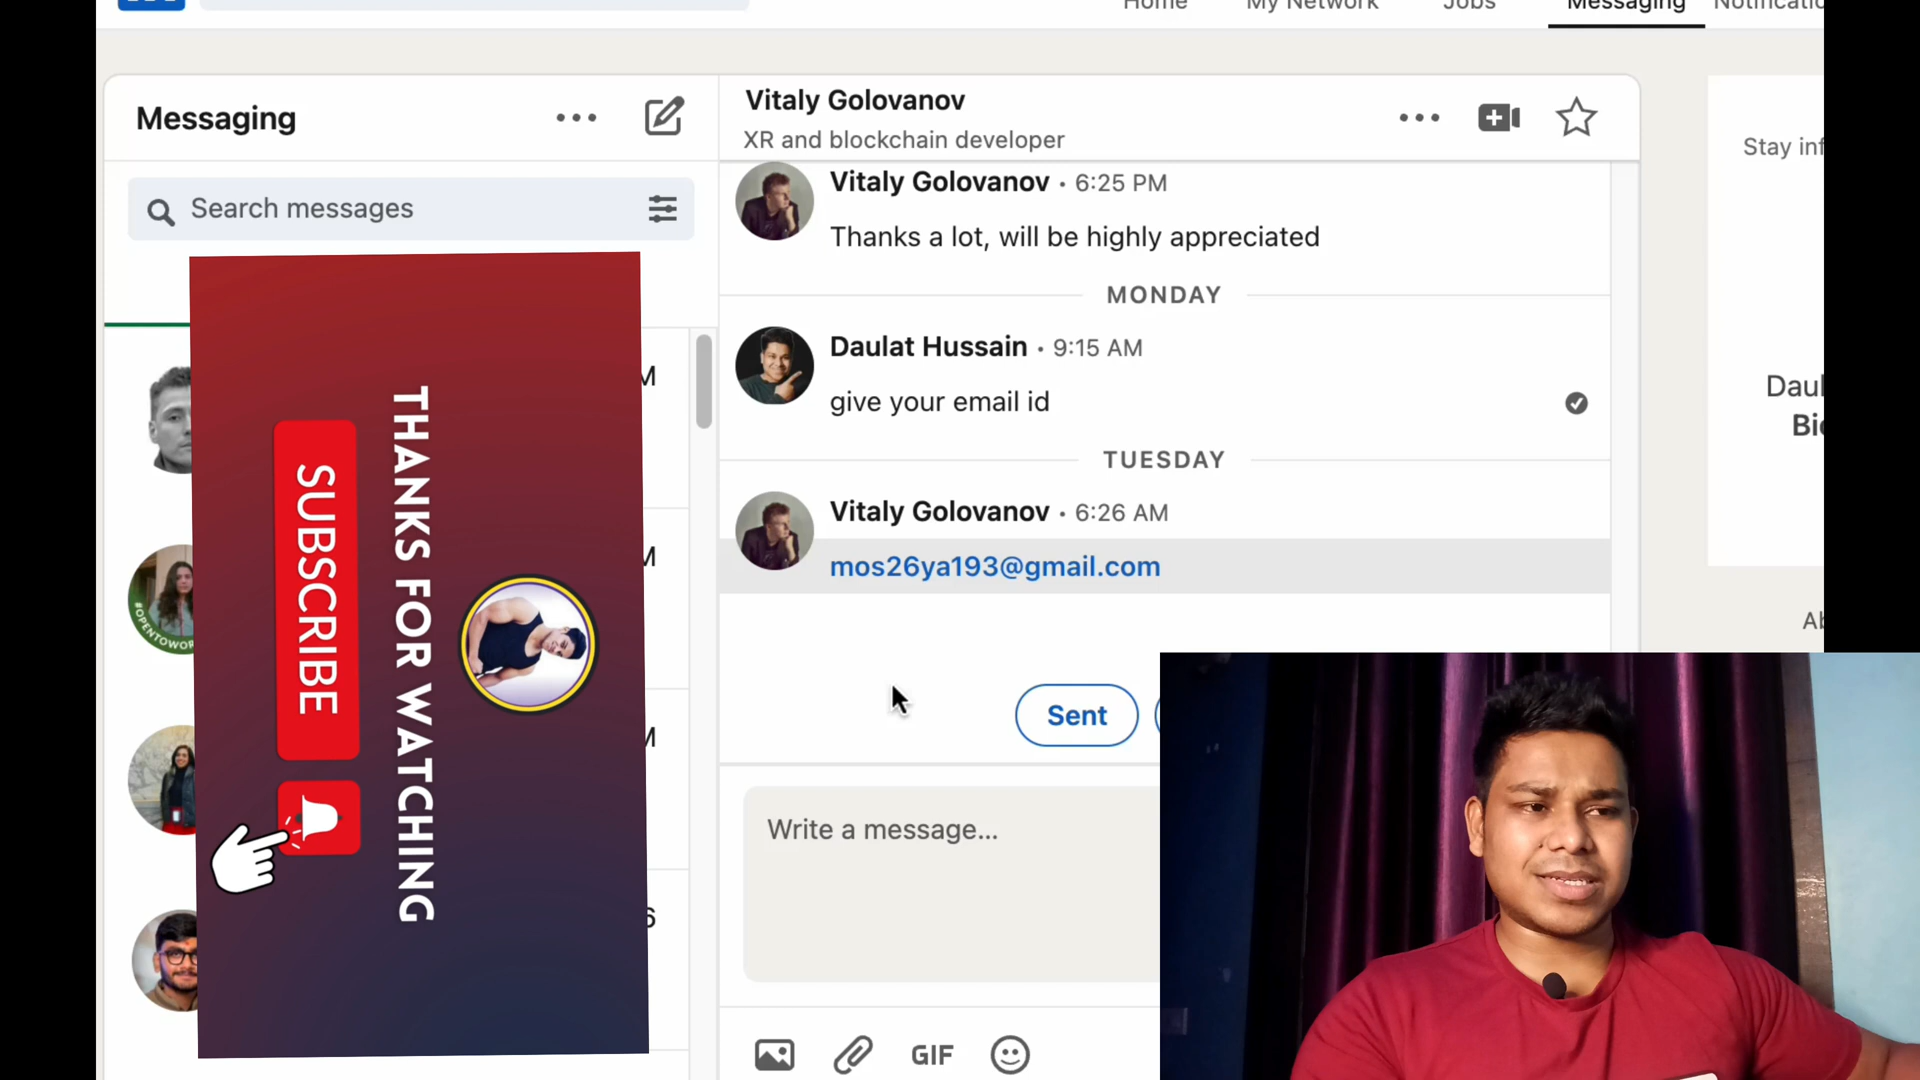 Home
My Network
Jobs
Messaging
Messaging
Vitaly Golovanov
XR and blockchain developer
Search messages
Vitaly Golovanov • 6:25 PM
Thanks a lot, will be highly appreciated
MONDAY
Daulat Hussain • 9:15 AM
give your email id
TUESDAY
Vitaly Golovanov • 6:26 AM
mos26ya193@gmail.com
Sent
Write a message...
GIF
THANKS FOR WATCHING
SUBSCRIBE
Stay